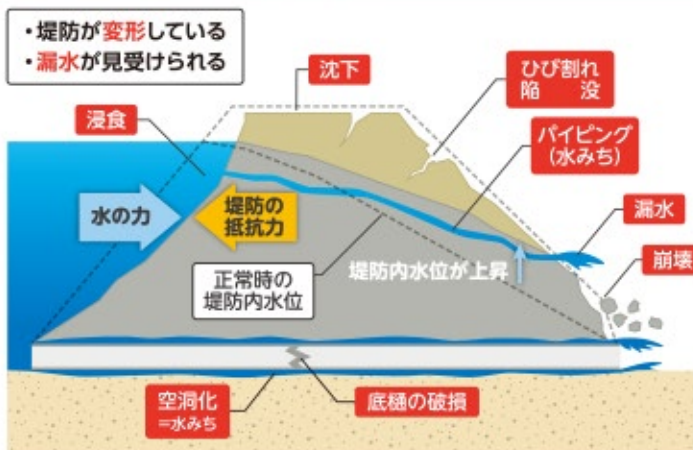 ・堤防が変形している
・漏水が見受けられる
沈下
ひび割れ
陥 没
浸食
パイピング
(水みち)
水の力
堤防の
抵抗力
漏水
正常時の
堤防内水位
堤防内水位が上昇
崩壊
空洞化
=水みち
底樋の破損